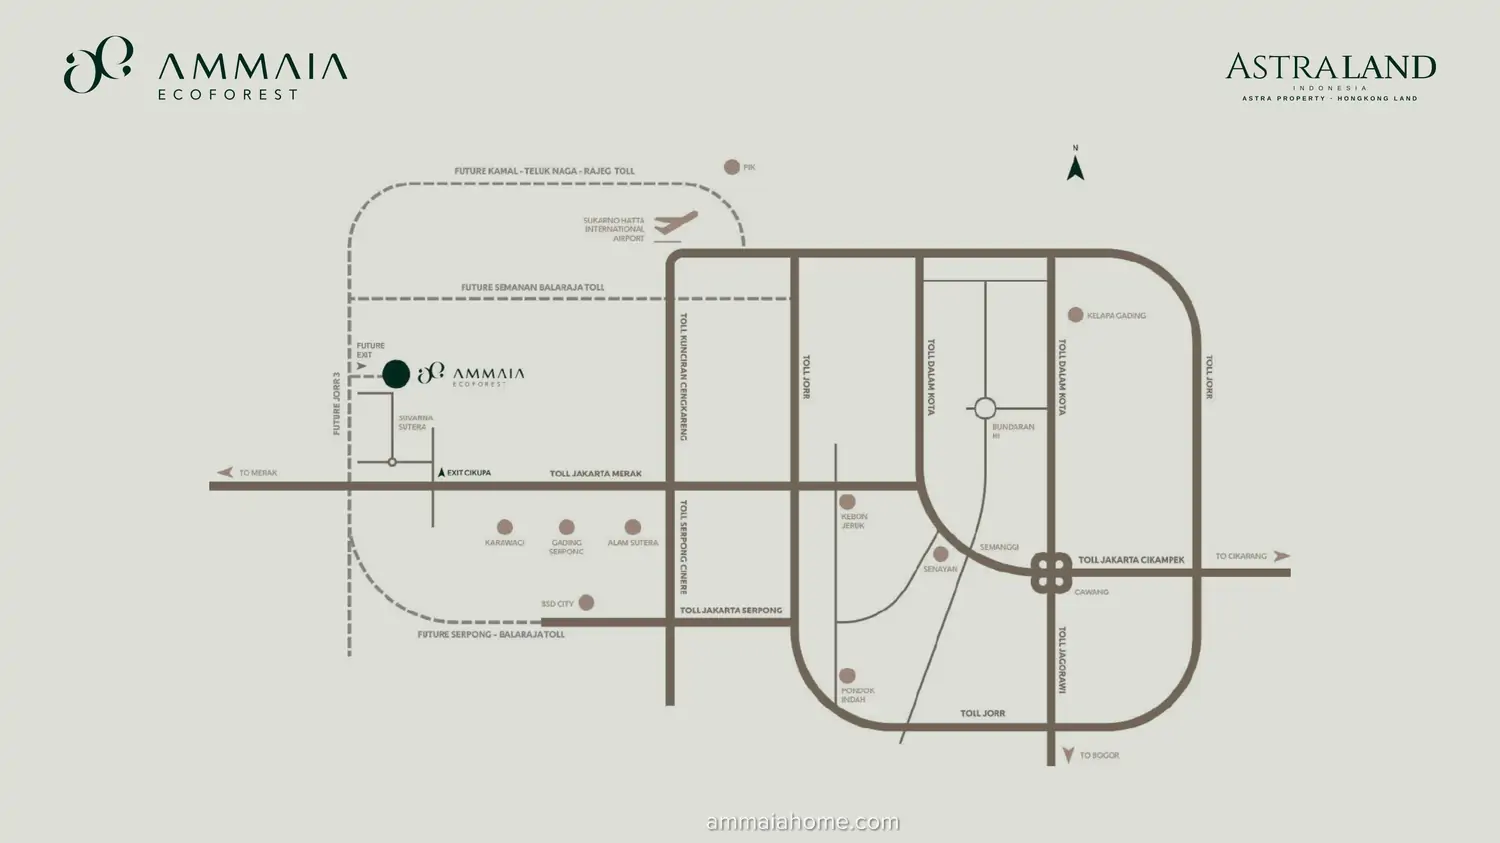 AMMAIA
ECOFOREST
ASTRALAND
INDONESIA
ASTRA PROPERTY - HONGKONG LAND
N
FUTURE KAMAL - TELUK NAGA - RAJEG TOLL
PIK
SUKARNO HATTA
INTERNATIONAL
AIRPORT
FUTURE SEMANAN BALARAJA TOLL
KELAPA GADING
FUTURE
EXIT
AMMAIA
ECOFOREST
FUTURE JORR 3
SUVARNA
SUTERA
TOLL KUNCIRAN CENGKARENG
TOLL JORR
TOLL DALAM KOTA
TOLL DALAM KOTA
TOLL JORR
BUNDARAN
HI
TO MERAK
EXIT CIKUPA
TOLL JAKARTA MERAK
KARAWACI
GADING
SERPONG
ALAM SUTERA
TOLL SERPONG CINERE
KEBON
JERUK
SENAYAN
SEMANGGI
TOLL JAKARTA CIKAMPEK
TO CIKARANG
CAWANG
BSD CITY
TOLL JAKARTA SERPONG
FUTURE SERPONG - BALARAJA TOLL
TOLL JAGORAWI
PONDOK
INDAH
TOLL JORR
TO BOGOR
ammaiahome.com